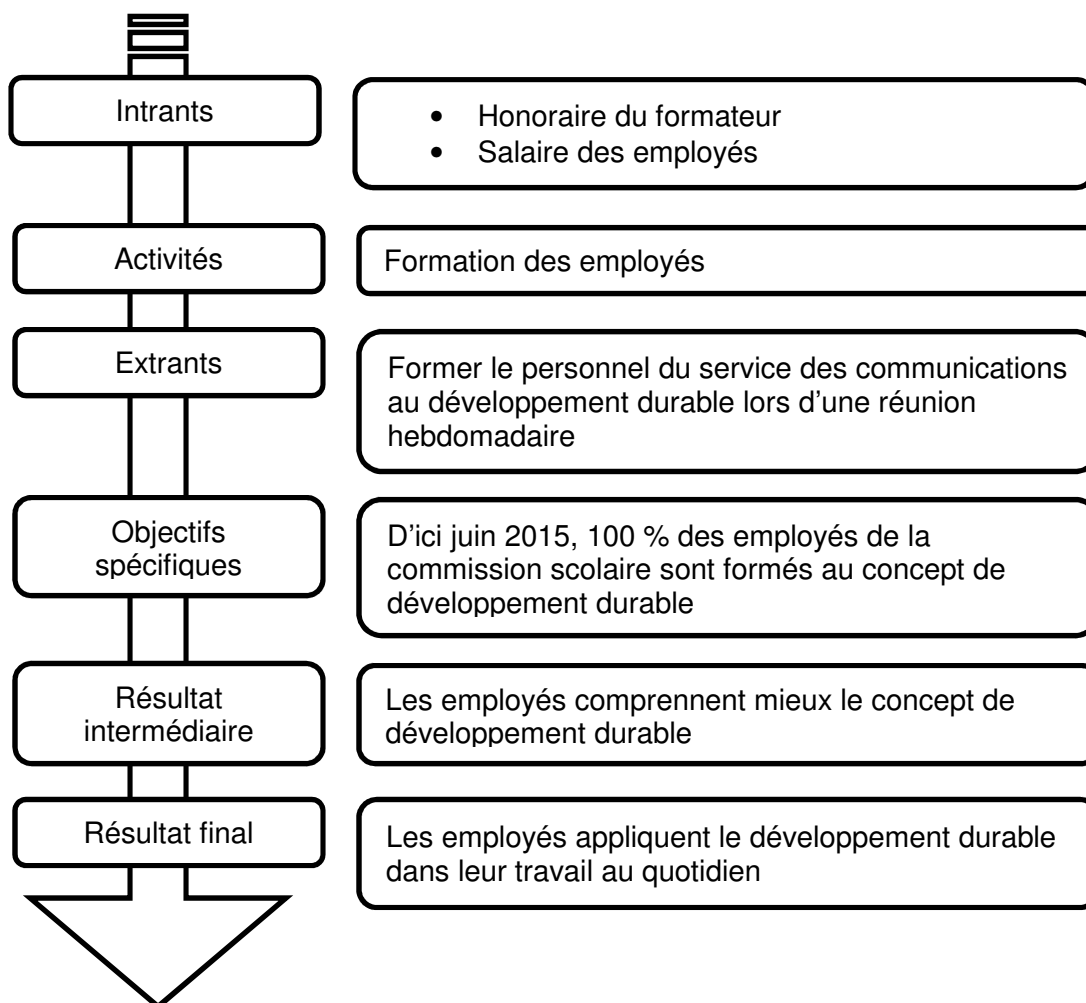 Intrants
• Honoraire du formateur
• Salaire des employés
Activités
Formation des employés
Extrants
Former le personnel du service des communications
au développement durable lors d'une réunion
hebdomadaire
Objectifs
spécifiques
D'ici juin 2015, 100 % des employés de la
commission scolaire sont formés au concept de
développement durable
Résultat
intermédiaire
Les employés comprennent mieux le concept de
développement durable
Résultat final
Les employés appliquent le développement durable
dans leur travail au quotidien